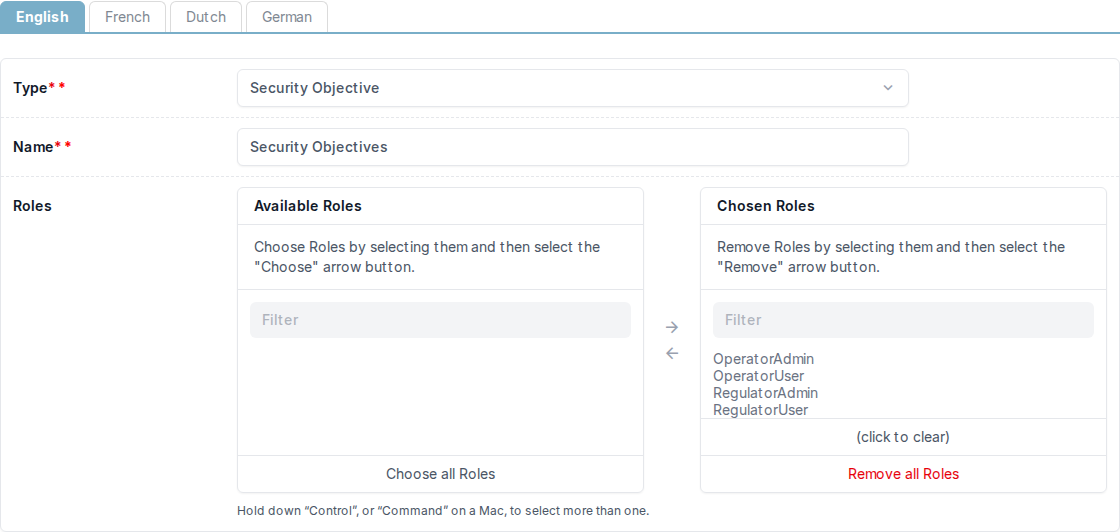 English French Dutch German
Type**
Security Objective
Name**
Security Objectives
Roles
Available Roles
Choose Roles by selecting them and then select the
"Choose" arrow button.
Filter
Choose all Roles
Chosen Roles
Remove Roles by selecting them and then select the
"Remove" arrow button.
Filter
OperatorAdmin
OperatorUser
RegulatorAdmin
RegulatorUser
(click to clear)
Remove all Roles
Hold down “Control”, or “Command” on a Mac, to select more than one.